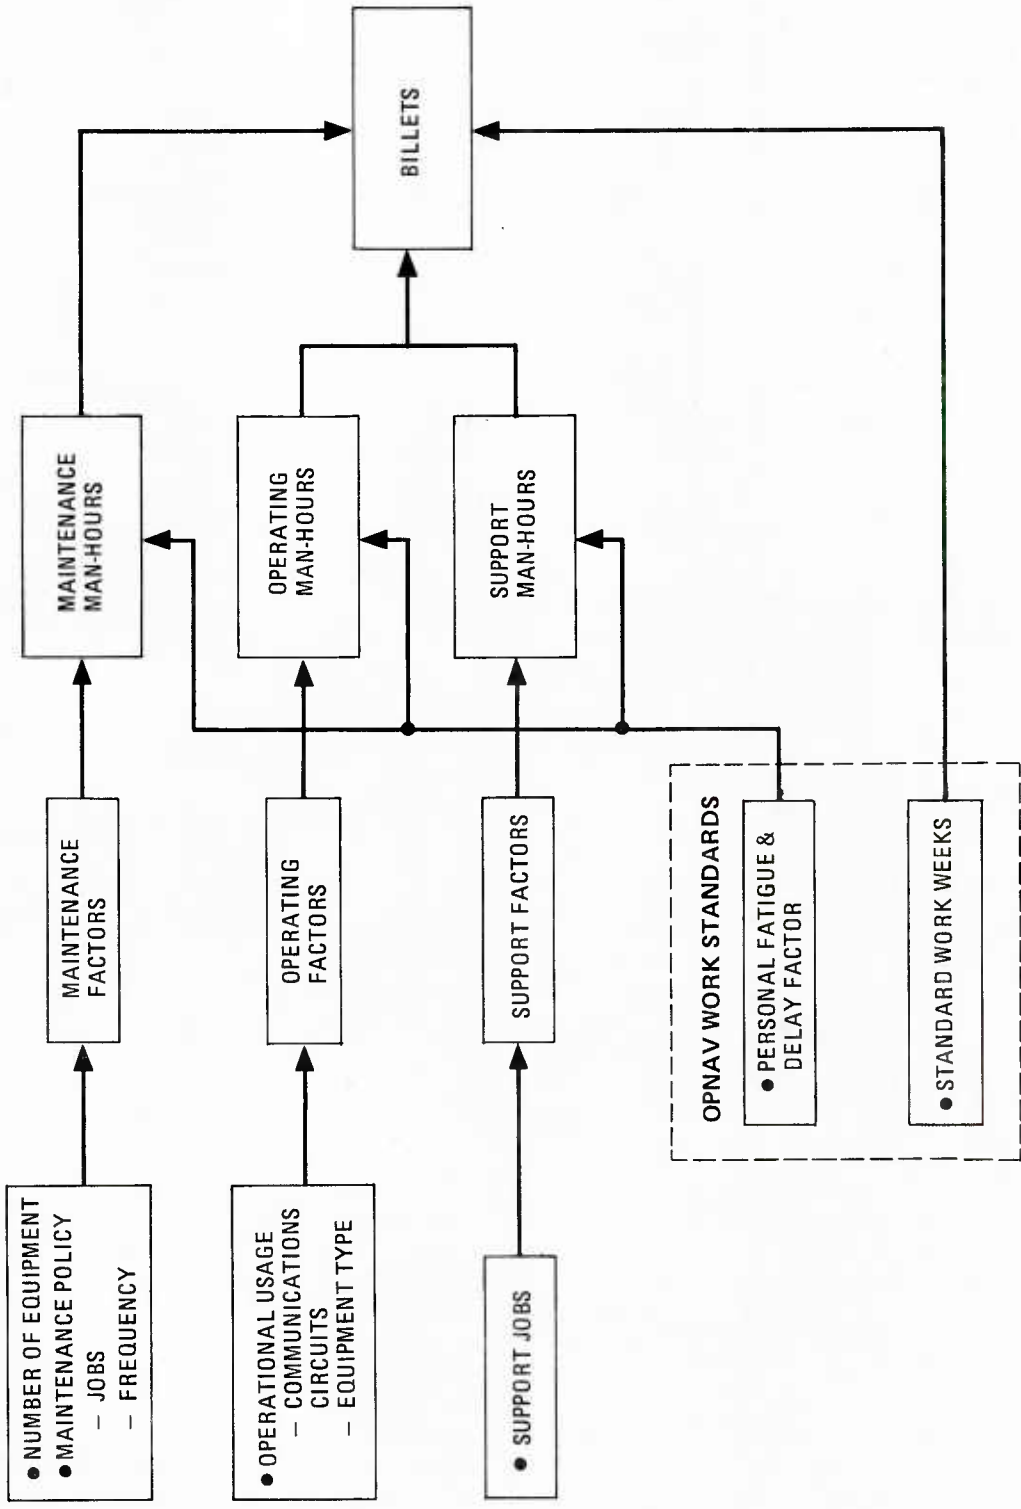 ● NUMBER OF EQUIPMENT
● MAINTENANCE POLICY
– JOBS
– FREQUENCY
MAINTENANCE
FACTORS
MAINTENANCE
MAN-HOURS
● OPERATIONAL USAGE
– COMMUNICATIONS
CIRCUITS
– EQUIPMENT TYPE
OPERATING
FACTORS
OPERATING
MAN-HOURS
● SUPPORT JOBS
SUPPORT FACTORS
SUPPORT
MAN-HOURS
BILLETS
OPNAV WORK STANDARDS
● PERSONAL FATIGUE &
DELAY FACTOR
● STANDARD WORK WEEKS